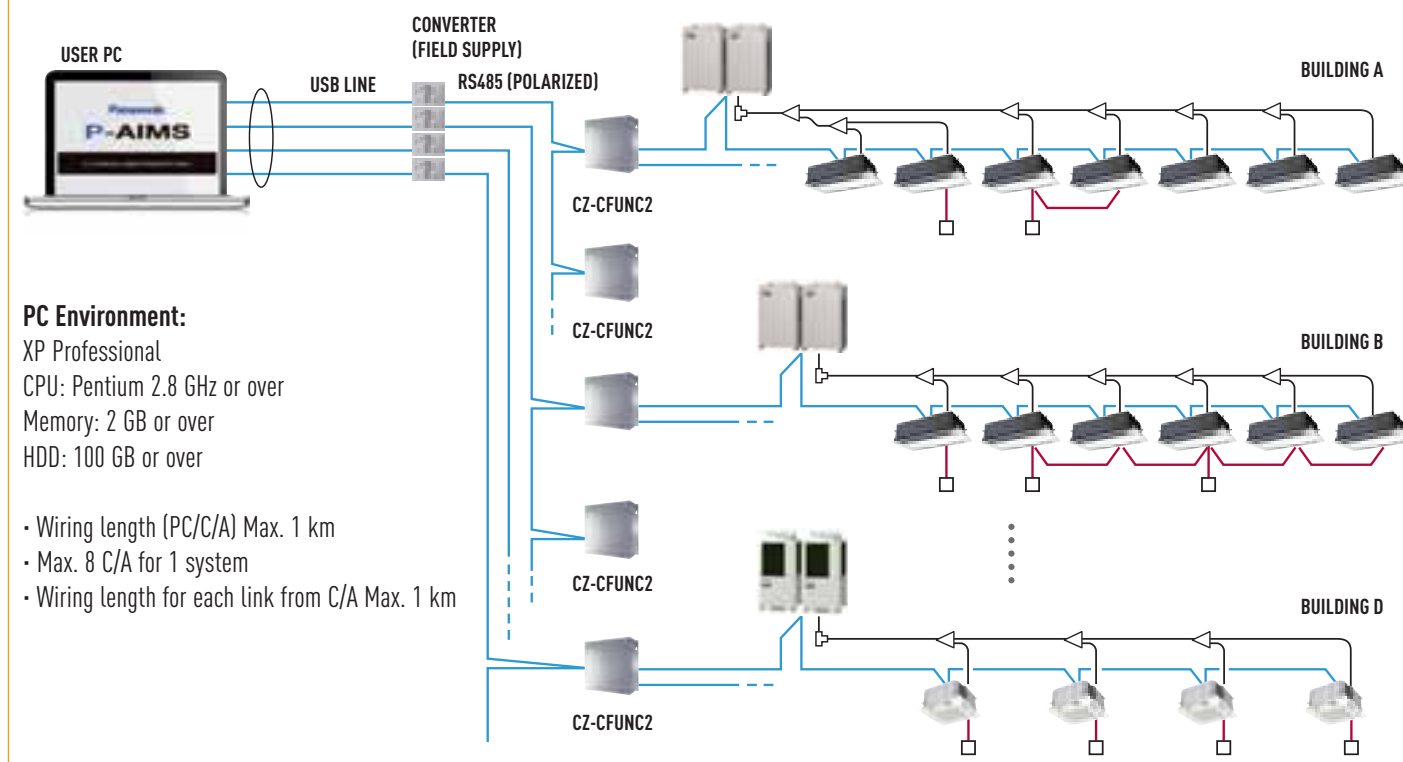 USER PC
Panasonic
P-AIMS
USB LINE
CONVERTER
(FIELD SUPPLY)
RS485 (POLARIZED)
BUILDING A
CZ-CFUNC2
CZ-CFUNC2
PC Environment:
XP Professional
CPU: Pentium 2.8 GHz or over
Memory: 2 GB or over
HDD: 100 GB or over
· Wiring length (PC/C/A) Max. 1 km
· Max. 8 C/A for 1 system
· Wiring length for each link from C/A Max. 1 km
BUILDING B
CZ-CFUNC2
CZ-CFUNC2
BUILDING D
CZ-CFUNC2